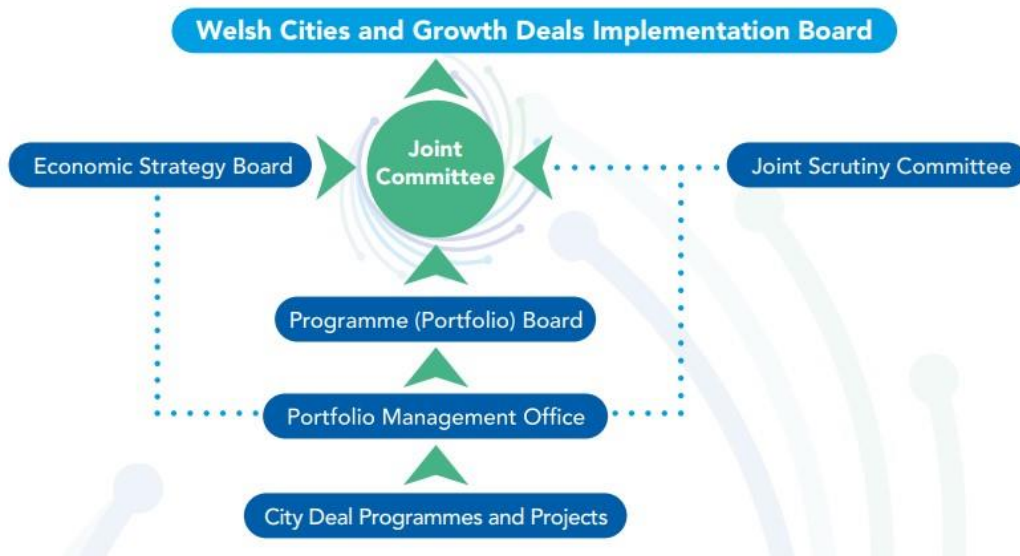 Welsh Cities and Growth Deals Implementation Board
Joint
Committee
Economic Strategy Board
Joint Scrutiny Committee
Programme (Portfolio) Board
Portfolio Management Office
City Deal Programmes and Projects